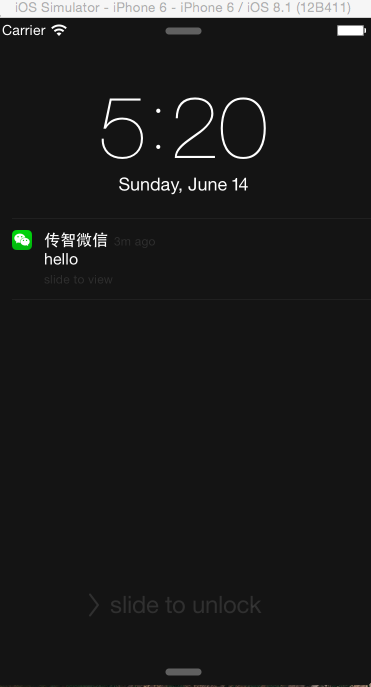 iOS Simulator - iPhone 6 - iPhone 6 / iOS 8.1 (12B411)
Carrier
5:20
Sunday, June 14
传智微信 3m ago
hello
slide to view
slide to unlock